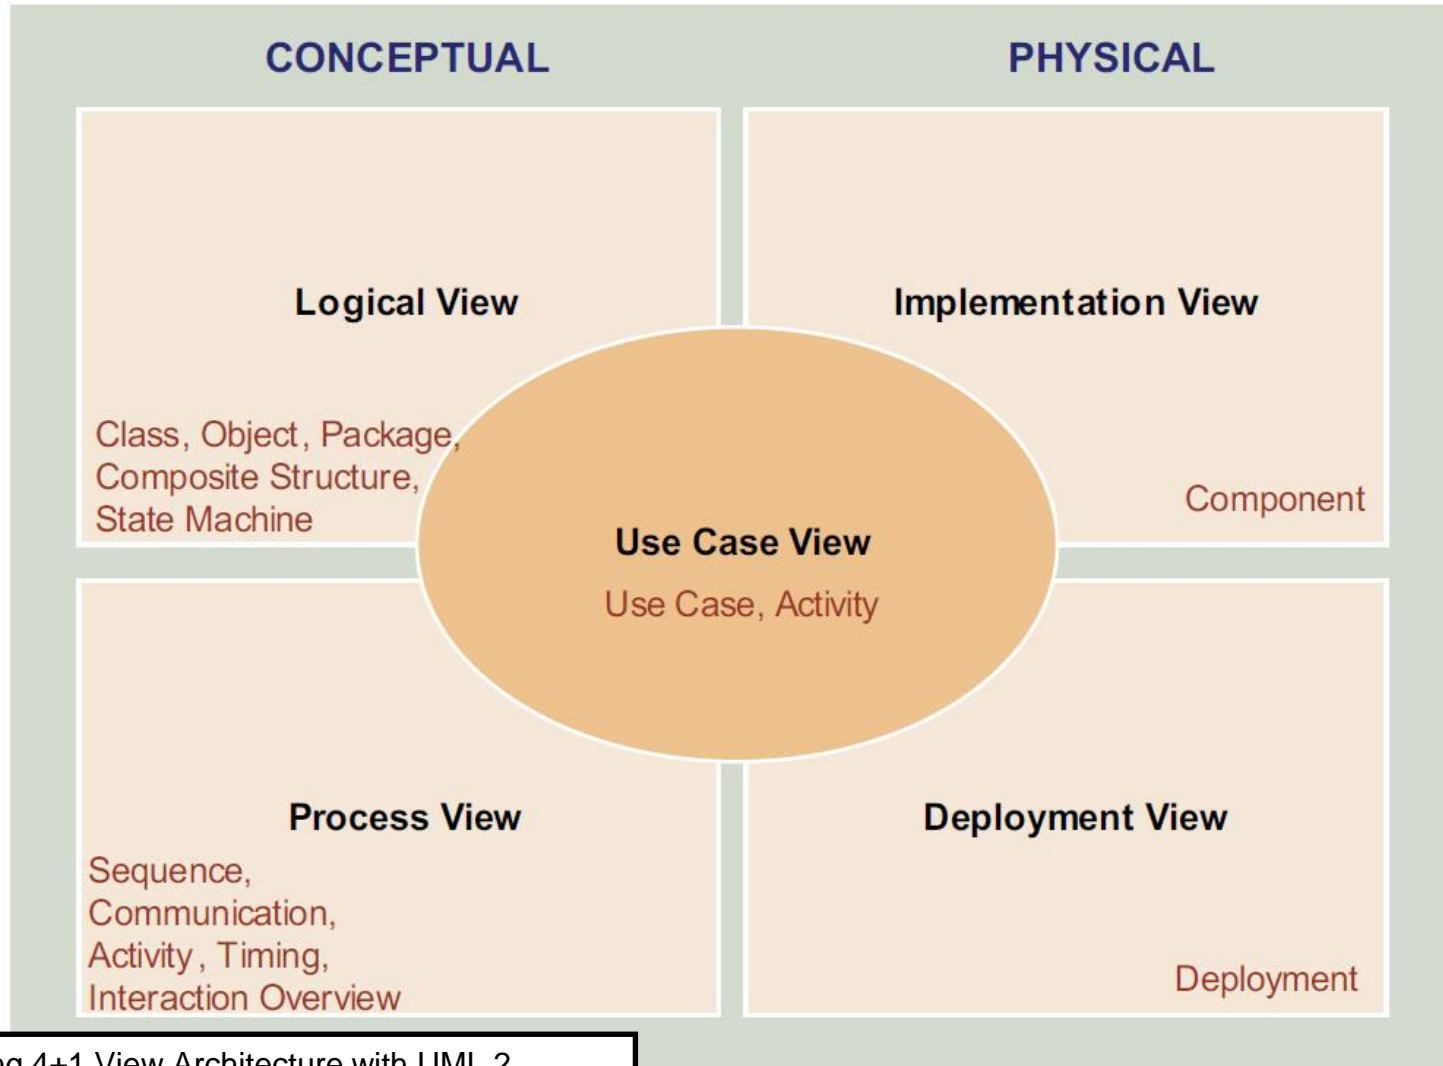 CONCEPTUAL
PHYSICAL
Logical View
Class, Object, Package,
Composite Structure,
State Machine
Implementation View
Component
Use Case View
Use Case, Activity
Process View
Sequence,
Communication,
Activity, Timing,
Interaction Overview
Deployment View
Deployment
4+1 View Architecture with UML 2